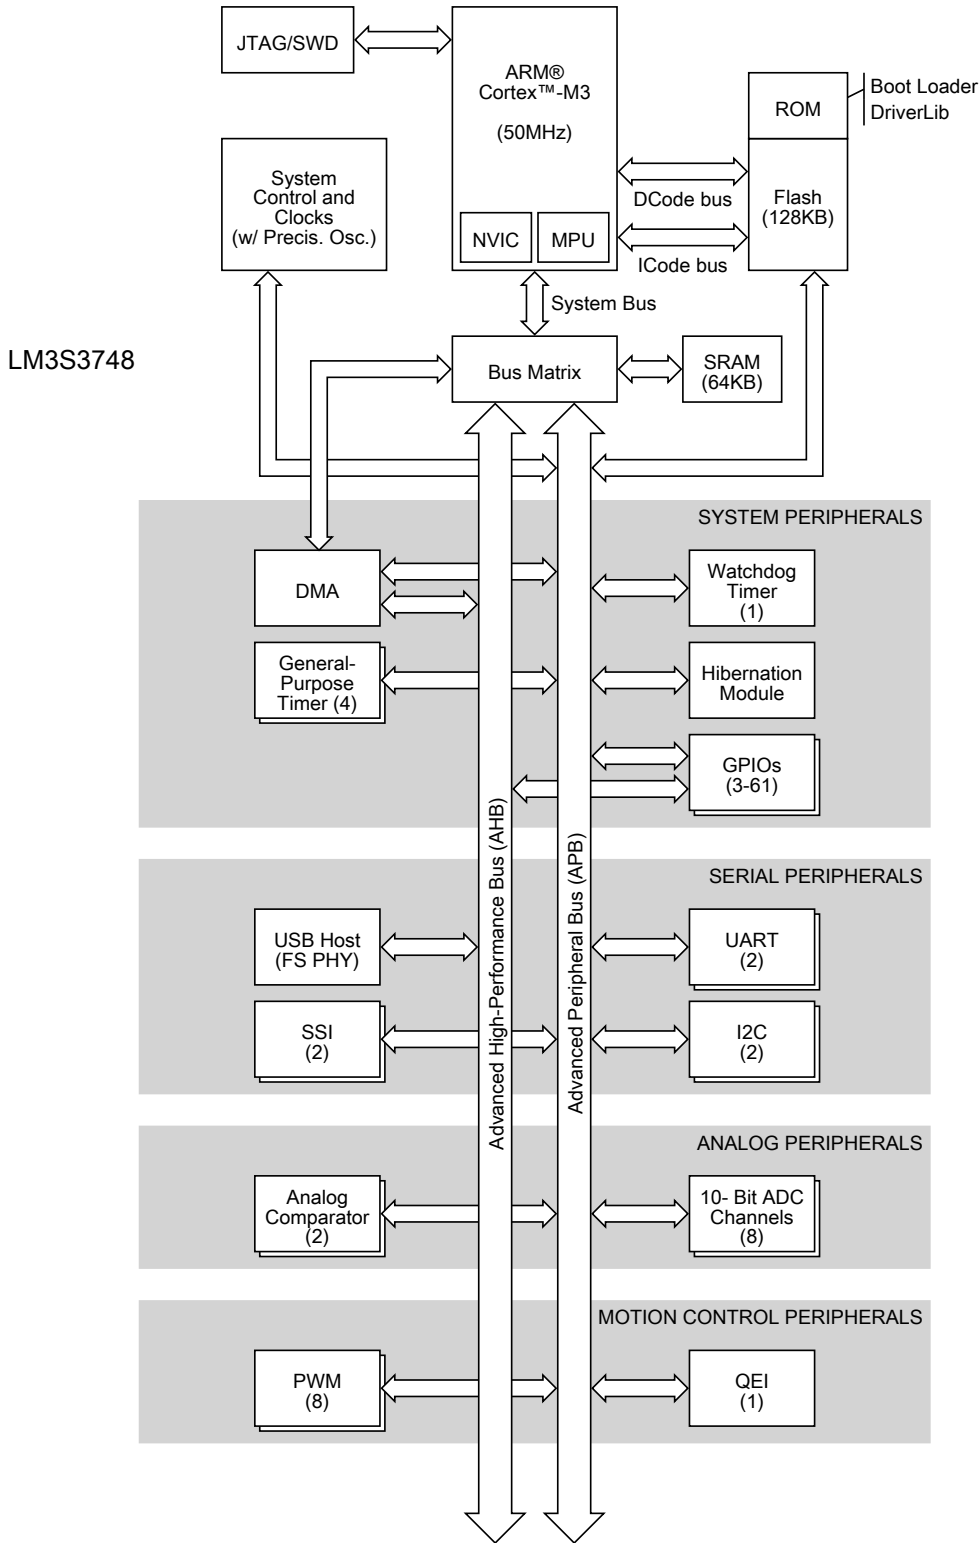 JTAG/SWD
ARM®
Cortex™-M3
(50MHz)
NVIC
MPU
ROM
Boot Loader
DriverLib
Flash
(128KB)
DCode bus
ICode bus
System
Control and
Clocks
(w/ Precis. Osc.)
System Bus
LM3S3748
Bus Matrix
SRAM
(64KB)
SYSTEM PERIPHERALS
DMA
Watchdog
Timer
(1)
General-
Purpose
Timer (4)
Hibernation
Module
GPIOs
(3-61)
Advanced High-Performance Bus (AHB)
Advanced Peripheral Bus (APB)
SERIAL PERIPHERALS
USB Host
(FS PHY)
UART
(2)
SSI
(2)
I2C
(2)
ANALOG PERIPHERALS
Analog
Comparator
(2)
10- Bit ADC
Channels
(8)
MOTION CONTROL PERIPHERALS
PWM
(8)
QEI
(1)